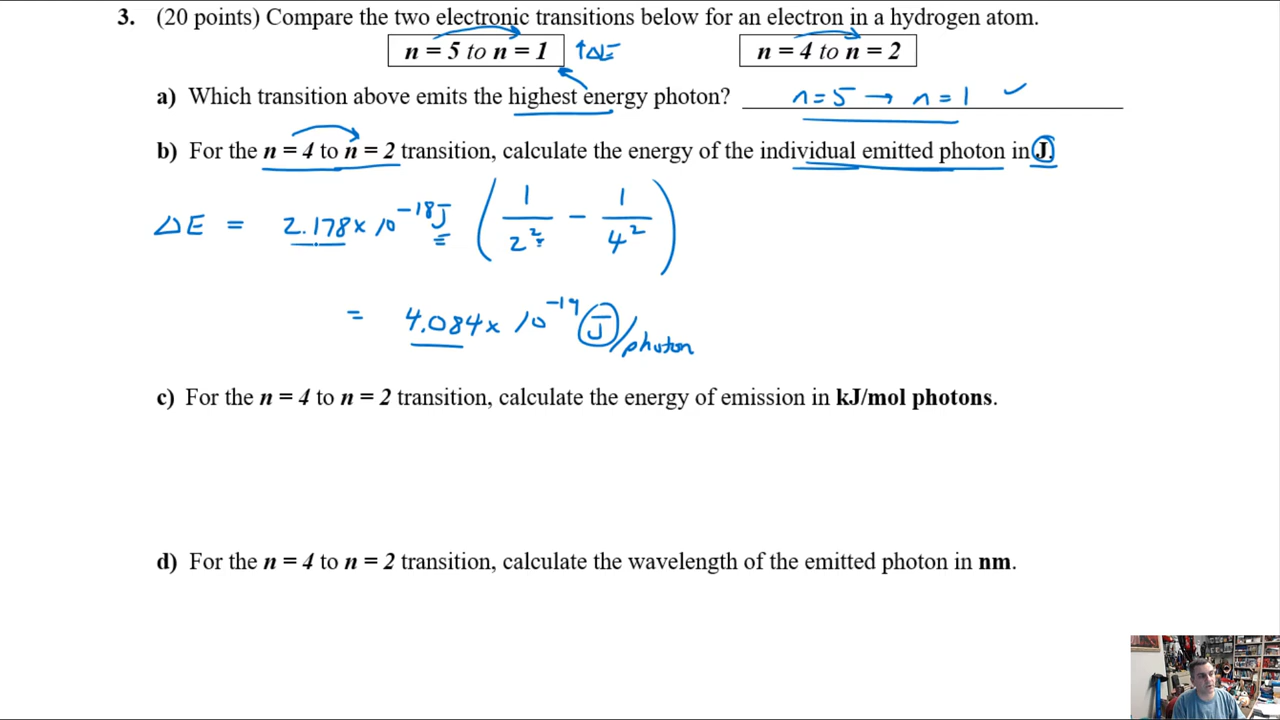 3. (20 points) Compare the two electronic transitions below for an electron in a hydrogen atom.
n = 5 to n = 1 ↑ΔE n = 4 to n = 2
a) Which transition above emits the highest energy photon? n=5 → n=1 ✓
b) For the n = 4 to n = 2 transition, calculate the energy of the individual emitted photon in J.
ΔE = 2.178 x 10^-18 J (1/2^2 - 1/4^2)
= 4.084 x 10^-19 J/photon
c) For the n = 4 to n = 2 transition, calculate the energy of emission in kJ/mol photons.
d) For the n = 4 to n = 2 transition, calculate the wavelength of the emitted photon in nm.